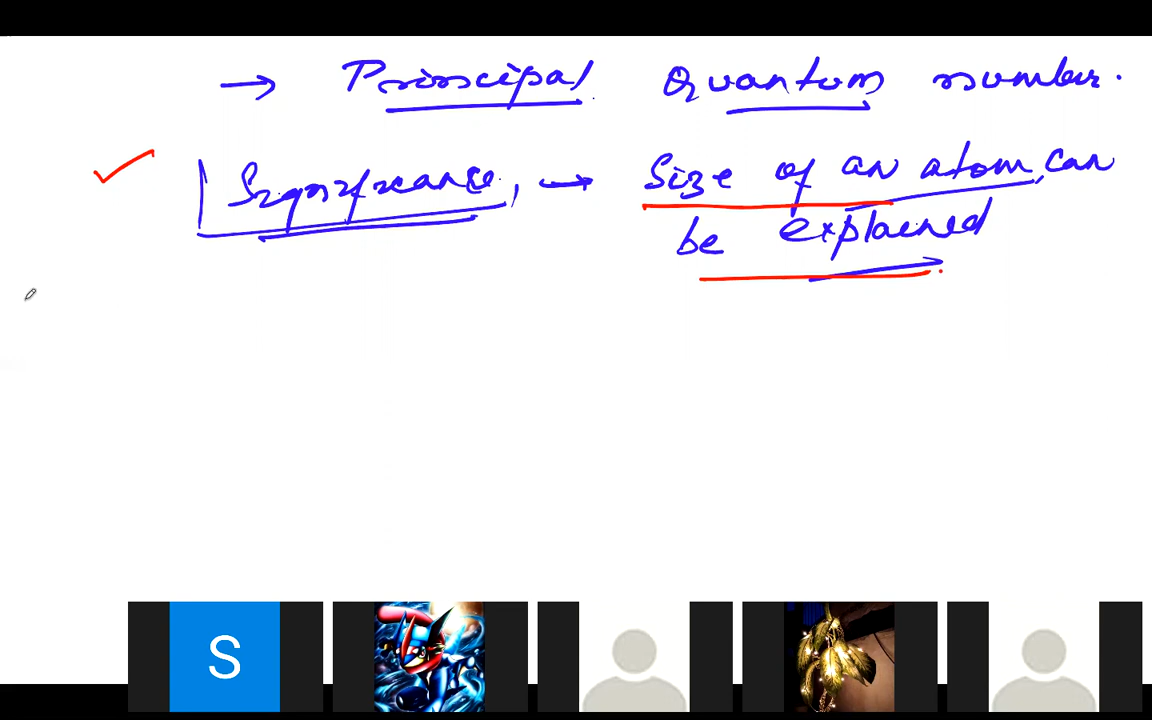 → Principal Quantum number.
Significance, → Size of an atom, can
be explained
S